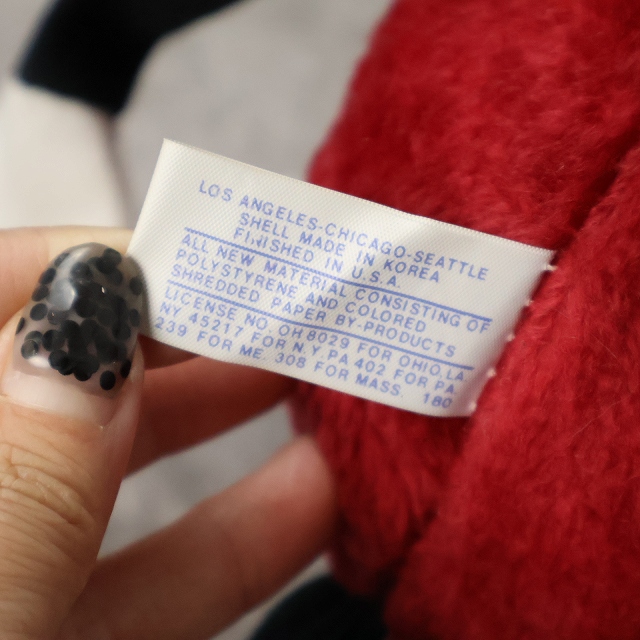 LOS ANGELES-CHICAGO-SEATTLE
SHELL MADE IN KOREA
FINISHED IN U.S.A.
ALL NEW MATERIAL CONSISTING OF
POLYSTYRENE AND COLORED
SHREDDED PAPER BY-PRODUCTS
LICENSE NO. OH 8029 FOR OHIO,LA
NY 45217 FOR N.Y. PA 402 FOR PA.
239 FOR ME. 308 FOR MASS. 180